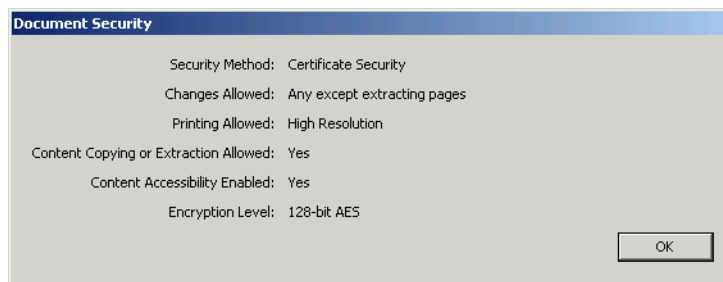 Document Security
Security Method: Certificate Security
Changes Allowed: Any except extracting pages
Printing Allowed: High Resolution
Content Copying or Extraction Allowed: Yes
Content Accessibility Enabled: Yes
Encryption Level: 128-bit AES
OK